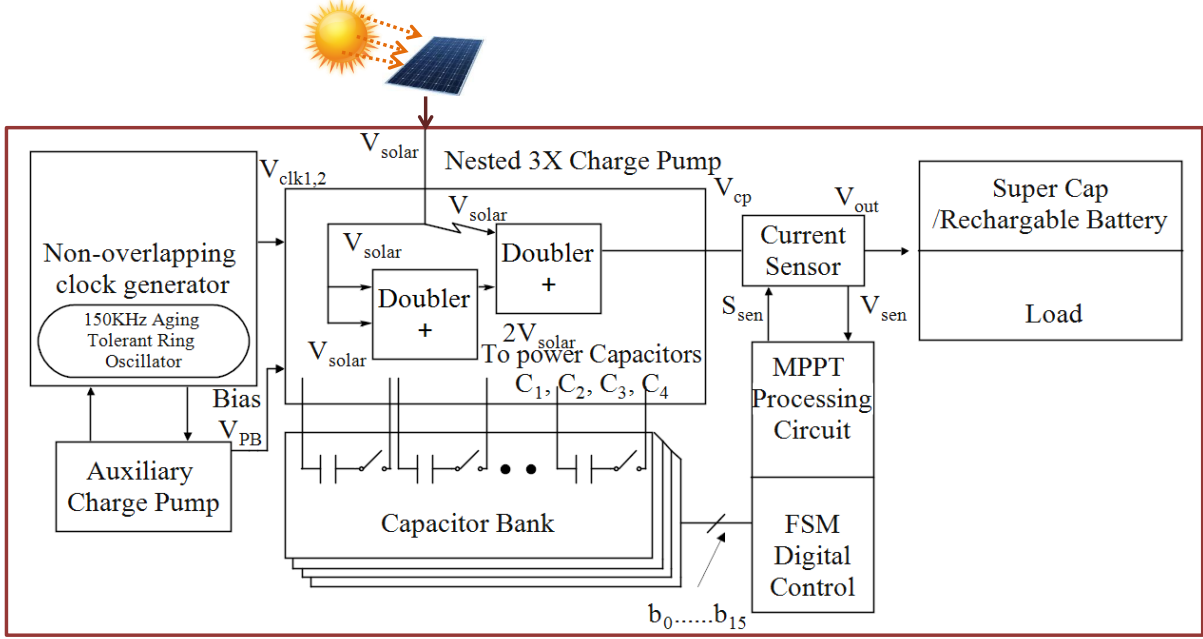 V_solar
Nested 3X Charge Pump
V_clk1,2
V_cp
V_out
Super Cap
/Rechargable Battery
Load
Non-overlapping
clock generator
150KHz Aging
Tolerant Ring
Oscillator
V_solar
V_solar
Doubler
+
Doubler
+
2V_solar
V_solar
To power Capacitors
C_1, C_2, C_3, C_4
Current
Sensor
S_sen
V_sen
MPPT
Processing
Circuit
Bias
V_PB
Auxiliary
Charge Pump
Capacitor Bank
FSM
Digital
Control
b_0......b_15